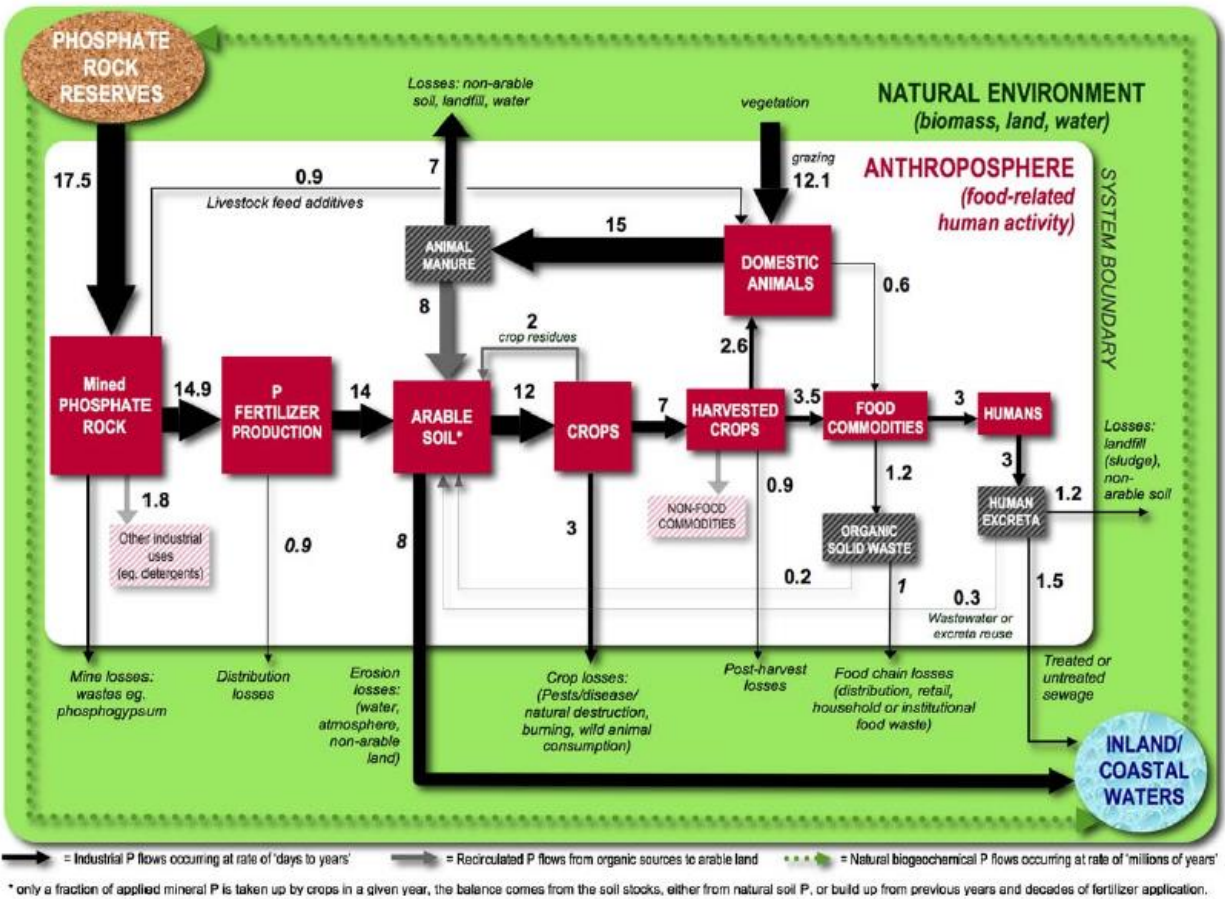 PHOSPHATE
ROCK
RESERVES
Losses: non-arable
soil, landfill, water
vegetation
NATURAL ENVIRONMENT
(biomass, land, water)
17.5
0.9
Livestock feed additives
7
grazing
12.1
ANTHROPOSPHERE
(food-related
human activity)
SYSTEM BOUNDARY
ANIMAL
MANURE
15
DOMESTIC
ANIMALS
0.6
8
2
crop residues
2.6
Mined
PHOSPHATE
ROCK
14.9
P
FERTILIZER
PRODUCTION
14
ARABLE
SOIL*
12
CROPS
7
HARVESTED
CROPS
3.5
FOOD
COMMODITIES
3
HUMANS
Losses:
landfill
(sludge),
non-
arable soil
1.8
Other industrial
uses
(eg. detergents)
0.9
8
3
NON-FOOD
COMMODITIES
0.9
1.2
ORGANIC
SOLID WASTE
3
HUMAN
EXCRETA
1.2
0.2
1
0.3
Wastewater or
excreta reuse
1.5
Mine losses:
wastes eg.
phosphogypsum
Distribution
losses
Erosion
losses:
(water,
atmosphere,
non-arable
land)
Crop losses:
(Pests/disease/
natural destruction,
burning, wild animal
consumption)
Post-harvest
losses
Food chain losses
(distribution, retail,
household or institutional
food waste)
Treated or
untreated
sewage
INLAND/
COASTAL
WATERS
= Industrial P flows occurring at rate of 'days to years'
= Recirculated P flows from organic sources to arable land
= Natural biogeochemical P flows occurring at rate of 'millions of years'
* only a fraction of applied mineral P is taken up by crops in a given year, the balance comes from the soil stocks, either from natural soil P, or build up from previous years and decades of fertilizer application.